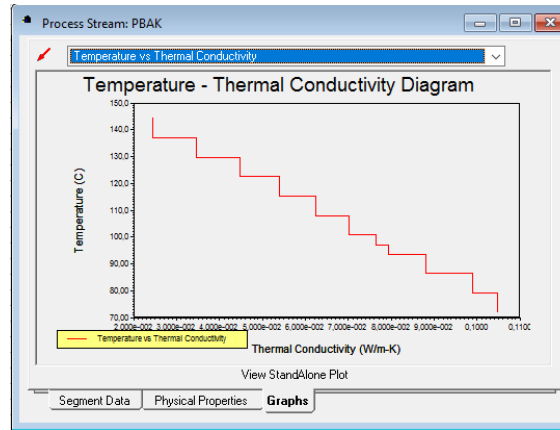 Process Stream: PBAK
Temperature vs Thermal Conductivity
Temperature - Thermal Conductivity Diagram
Temperature (C)
150,0
140,0
130,0
120,0
110,0
100,0
90,00
80,00
70,00
2,000e-002 3,000e-002 4,000e-002 5,000e-002 6,000e-002 7,000e-002 8,000e-002 9,000e-002 0,1000 0,1100
Temperature vs Thermal Conductivity
Thermal Conductivity (W/m-K)
View StandAlone Plot
Segment Data Physical Properties Graphs